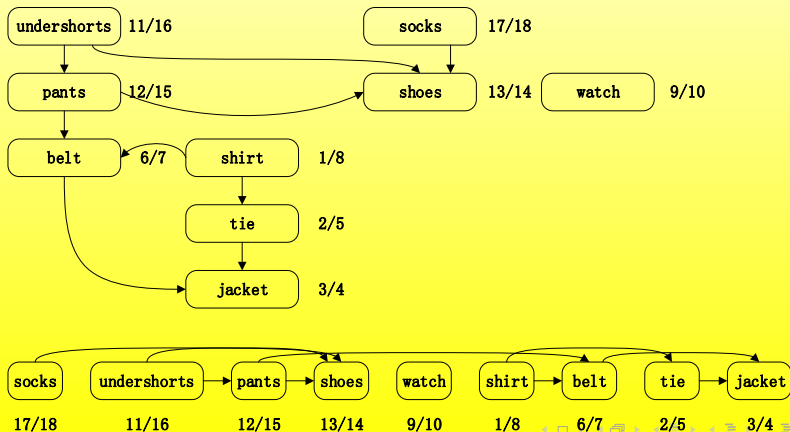 undershorts 11/16 socks 17/18
pants 12/15 shoes 13/14 watch 9/10
belt 6/7 shirt 1/8
tie 2/5
jacket 3/4
socks undershorts pants shoes watch shirt belt tie jacket
17/18 11/16 12/15 13/14 9/10 1/8 6/7 2/5 3/4